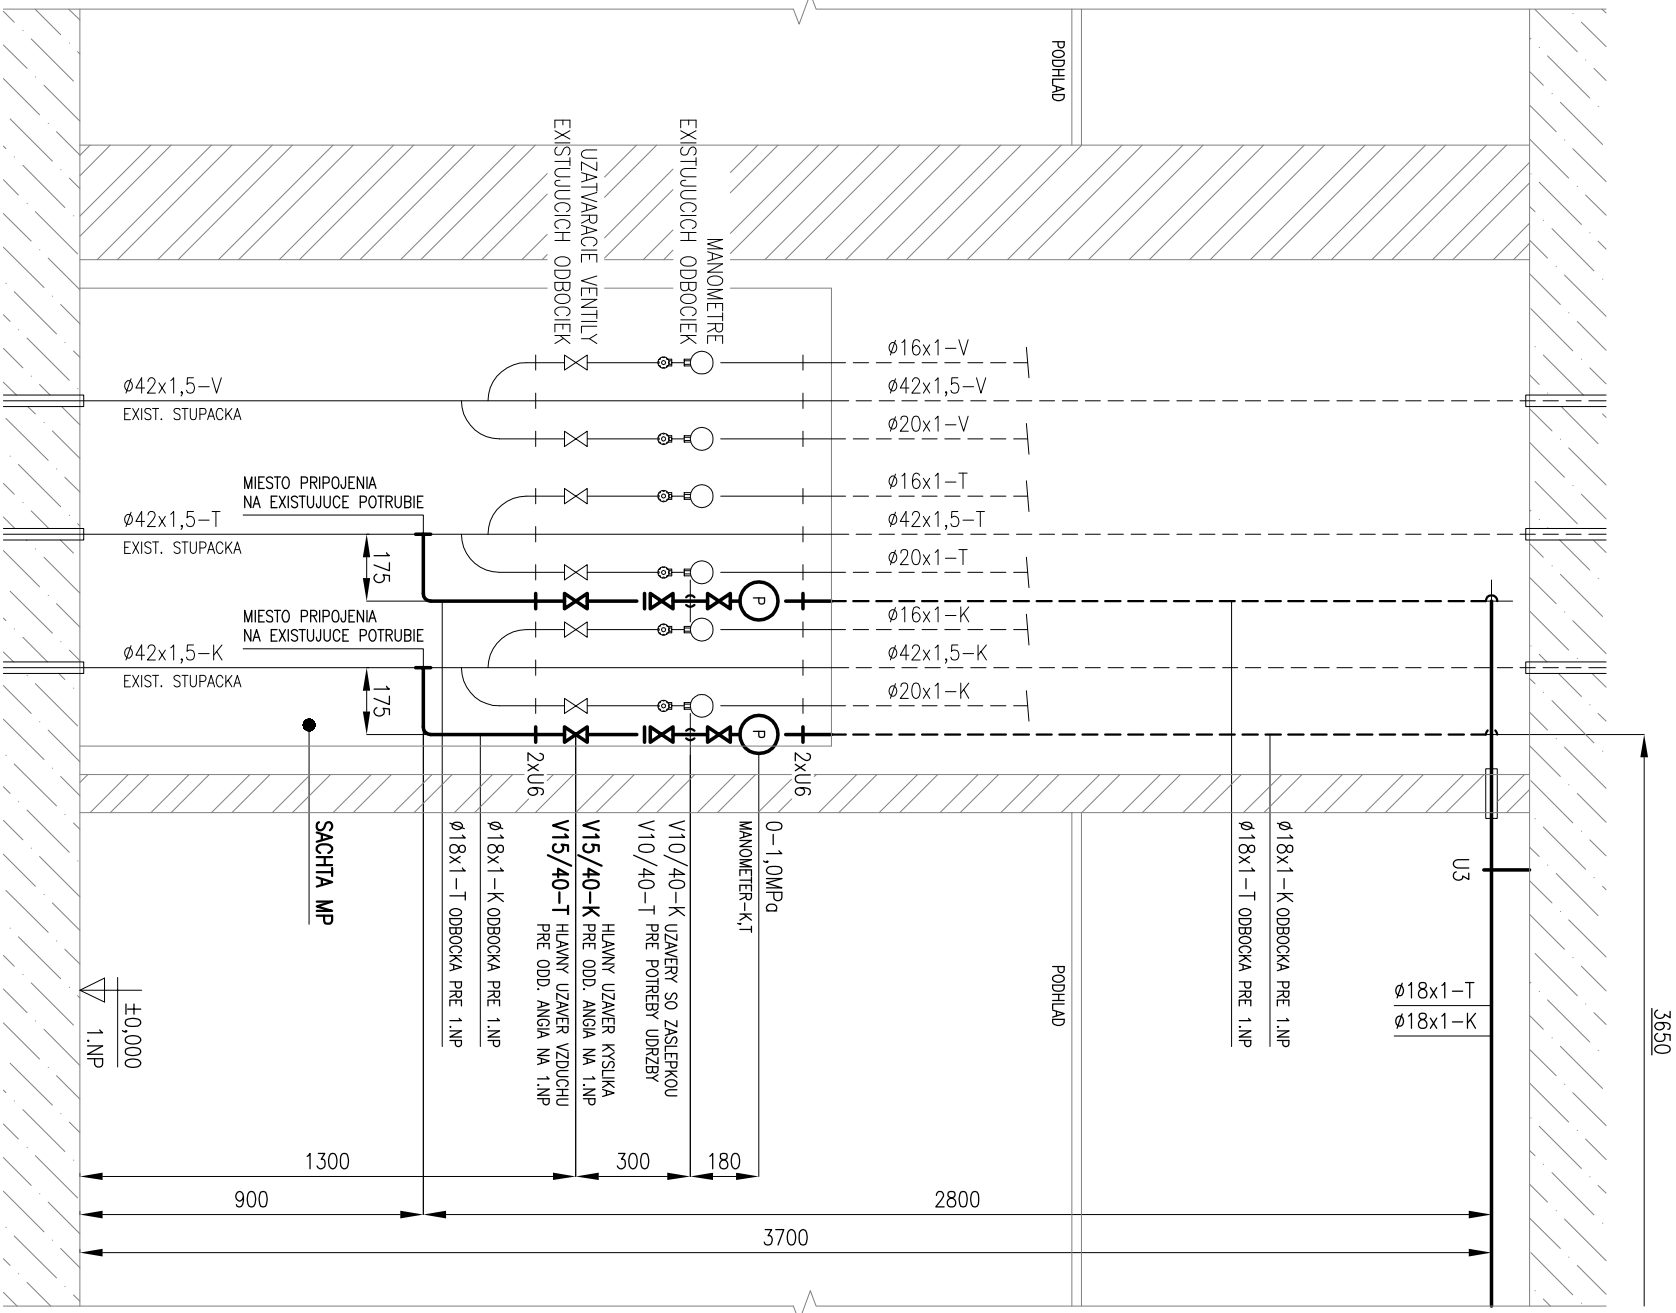 PODHLAD
EXISTUJUCICH ODBOCIEK
UZATVARACIE VENTILY
EXISTUJUCICH ODBOCIEK
MANOMETRE
ø16x1-V
ø42x1,5-V
ø42x1,5-V
EXIST. STUPACKA
ø20x1-V
MIESTO PRIPOJENIA
NA EXISTUJUCE POTRUBIE
ø16x1-T
ø42x1,5-T
ø42x1,5-T
EXIST. STUPACKA
175
ø20x1-T
P
MIESTO PRIPOJENIA
NA EXISTUJUCE POTRUBIE
ø16x1-K
ø42x1,5-K
ø42x1,5-K
EXIST. STUPACKA
175
ø20x1-K
P
2xU6
2xU6
SACHTA MP
ø18x1-T ODBOCKA PRE 1.NP
ø18x1-K ODBOCKA PRE 1.NP
V15/40-K HLAVNY UZAVER KYSLIKA
PRE ODD. ANGIA NA 1.NP
V15/40-T HLAVNY UZAVER VZDUCHU
PRE ODD. ANGIA NA 1.NP
V10/40-K UZAVERY SO ZASLEPKOU
V10/40-T PRE POTREBY UDRZBY
0-1,0MPa
MANOMETER-K,T
ø18x1-K ODBOCKA PRE 1.NP
ø18x1-T ODBOCKA PRE 1.NP
U3
PODHLAD
ø18x1-T
ø18x1-K
3650
±0,000
1.NP
1300
300
180
900
2800
3700